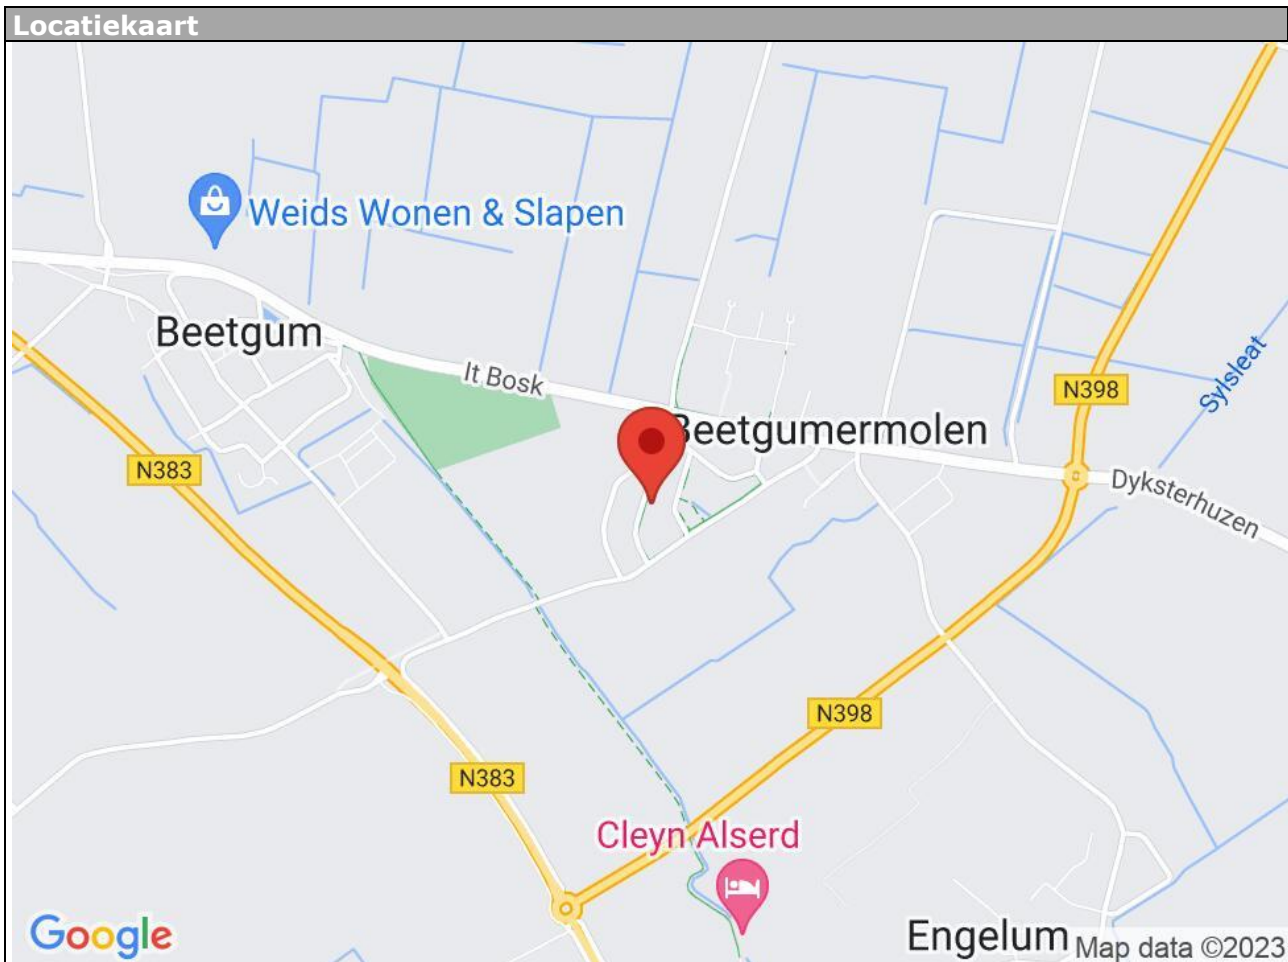 Locatiekaart
Weids Wonen & Slapen
Beetgum
It Bosk
N398
Sylsleat
Beetgumermolen
N383
Dyksterhuzen
N398
N383
Cleyn Alserd
Google
Engelum
Map data ©2023